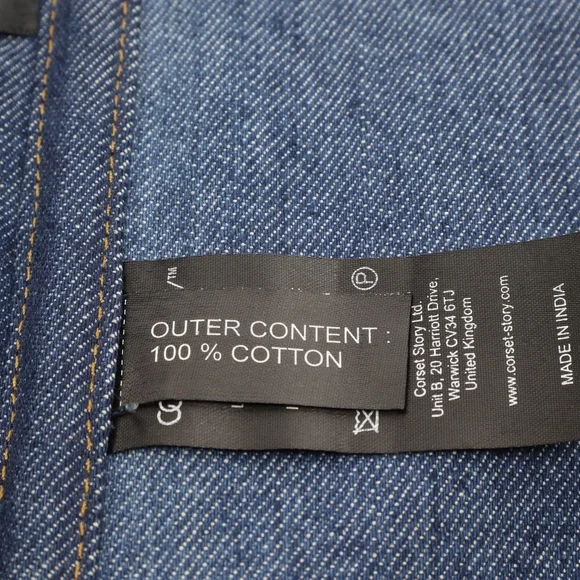 OUTER CONTENT :
100 % COTTON
Corset Story Ltd.
Unit B, 20 Harriott Drive,
Warwick CV34 6TJ
United Kingdom
www.corset-story.com
MADE IN INDIA
TM
P